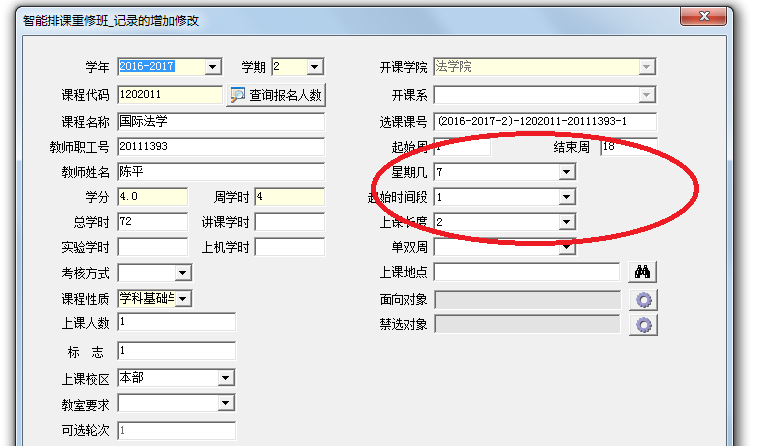 智能排课重修班_记录的增加修改
学年 2016-2017 学期 2 开课学院 法学院
课程代码 1202011 查询报名人数 开课系
课程名称 国际法学 选课课号 (2016-2017-2)-1202011-20111393-1
教师职工号 20111393 起始周 1 结束周 18
教师姓名 陈平 星期几 7
学分 4.0 周学时 4 起始时间段 1
总学时 72 讲课学时 上课长度 2
实验学时 上机学时 单双周
考核方式 上课地点
课程性质 学科基础 面向对象
上课人数 1 禁选对象
标 志 1
上课校区 本部
教室要求
可选轮次 1